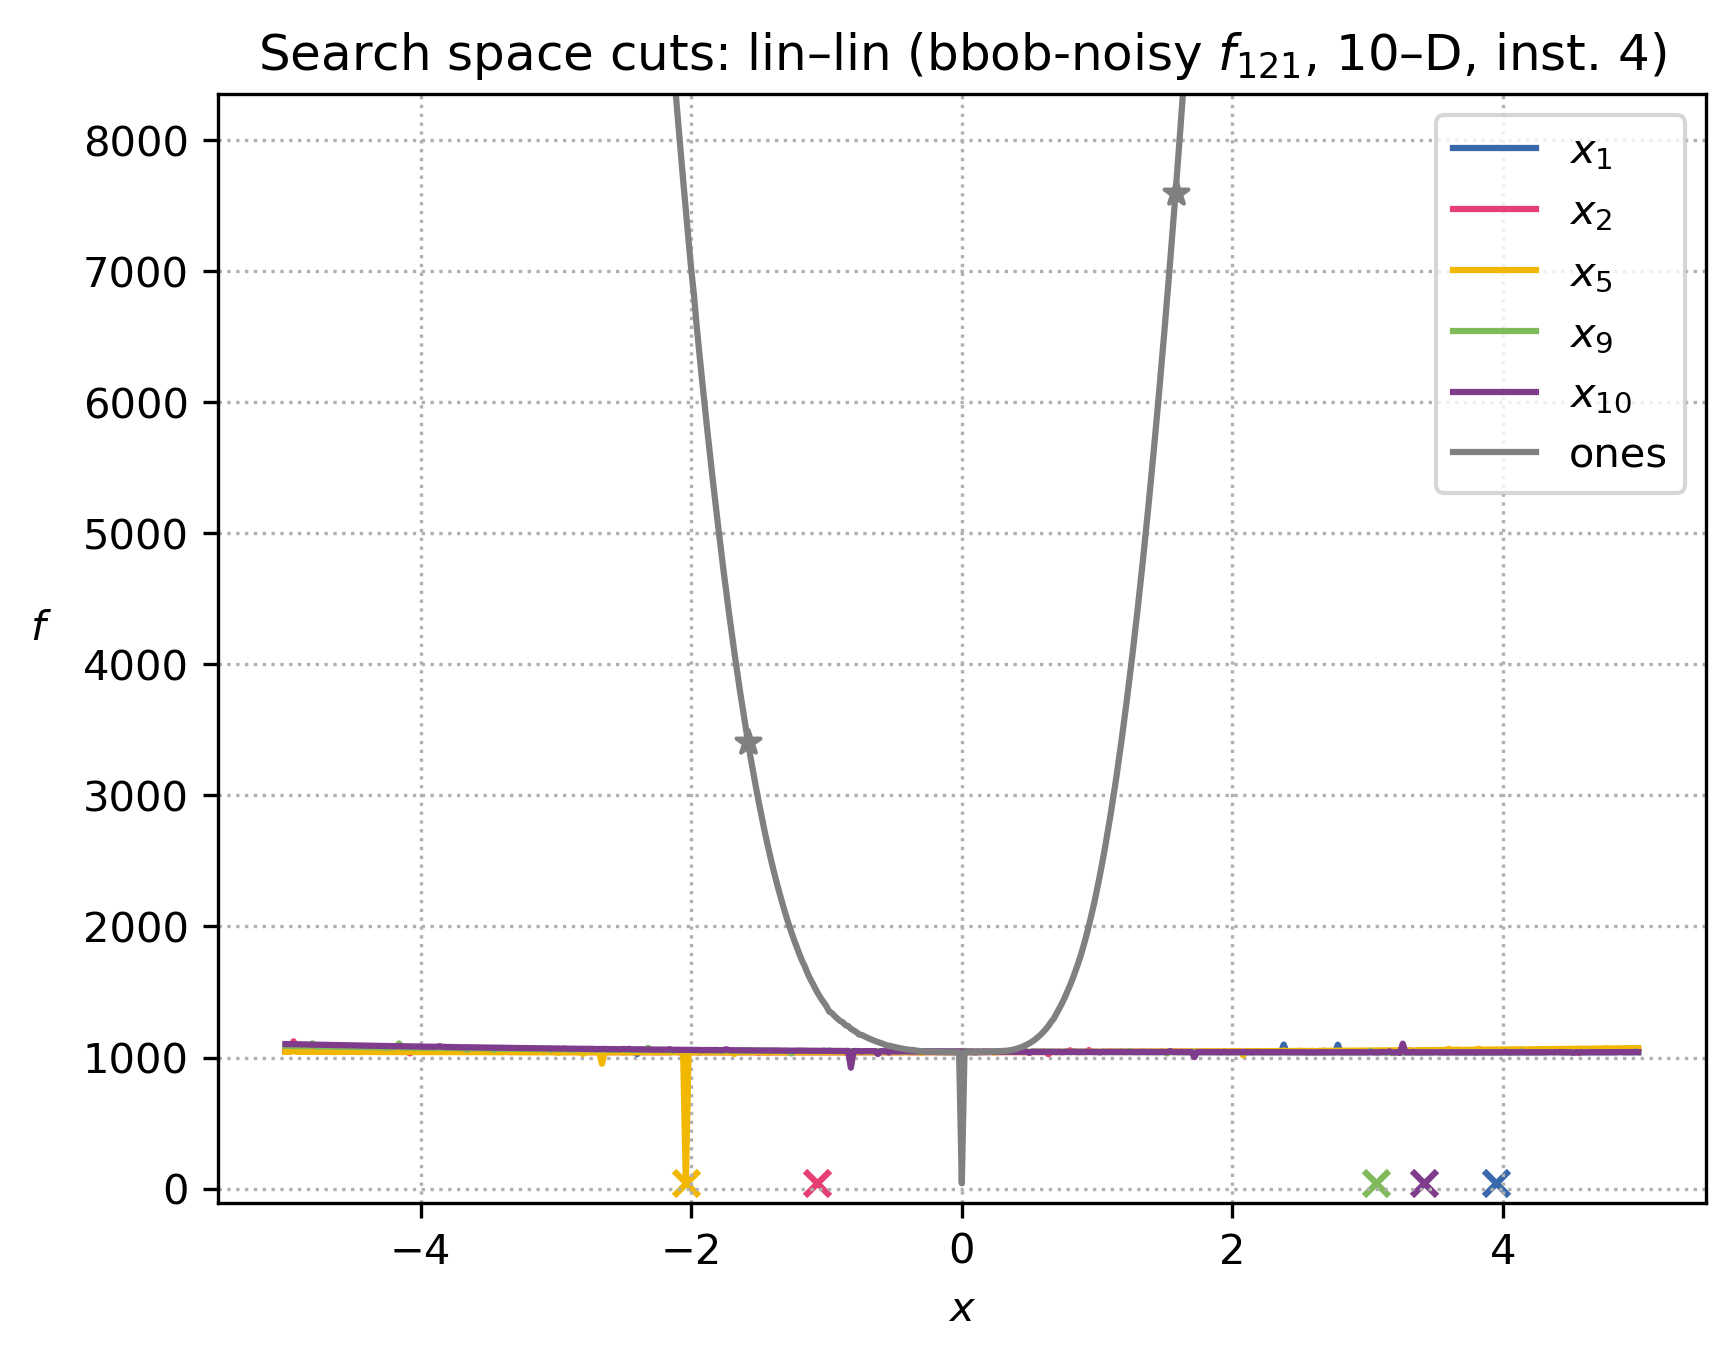 Search space cuts: lin–lin (bbob-noisy f₁₂₁, 10–D, inst. 4)
8000
7000
6000
5000
4000
3000
2000
1000
0
f
−4
−2
0
2
4
x
x₁
x₂
x₅
x₉
x₁₀
ones